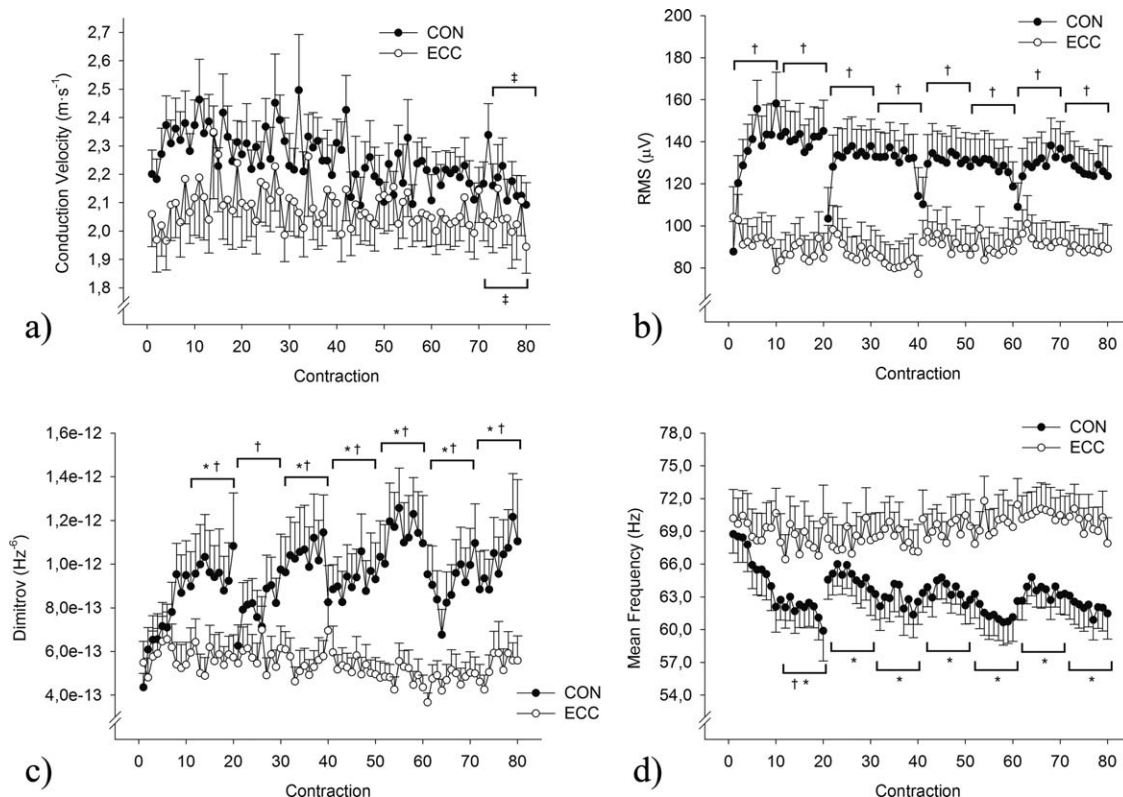 2,7
2,6
2,5
2,4
2,3
2,2
2,1
2,0
1,9
1,8
Conduction Velocity (m·s⁻¹)
CON
ECC
‡
‡
0 10 20 30 40 50 60 70 80
Contraction
a)
200
180
160
140
120
100
80
60
RMS (µV)
CON
ECC
† † † † † † † †
0 10 20 30 40 50 60 70 80
Contraction
b)
1,6e-12
1,4e-12
1,2e-12
1,0e-12
8,0e-13
6,0e-13
4,0e-13
Dimitrov (Hz⁻⁶)
*† † *† *† *† *† *†
CON
ECC
0 10 20 30 40 50 60 70 80
Contraction
c)
78,0
75,0
72,0
69,0
66,0
63,0
60,0
57,0
54,0
Mean Frequency (Hz)
CON
ECC
†* * * * * * *
0 10 20 30 40 50 60 70 80
Contraction
d)